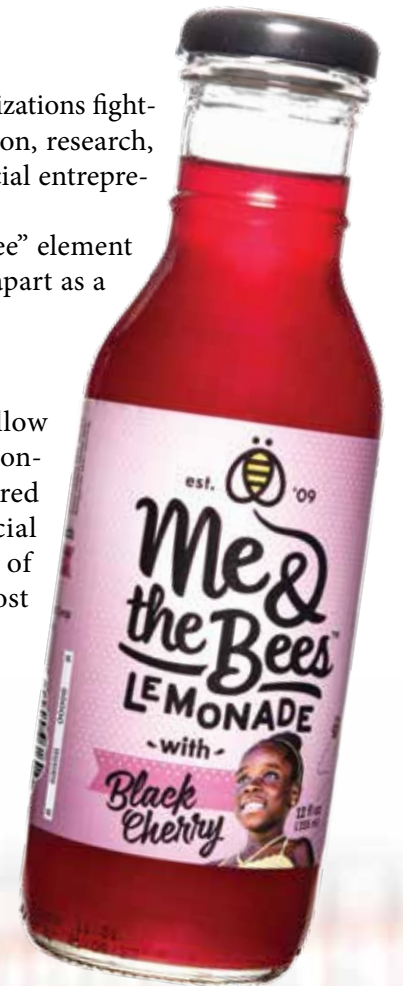 izations fight-
on, research,
cial entrepre-
ee” element
apart as a
llow
on-
red
cial
of
ost
est. '09
Me &
the Bees™
LEMONADE
-with-
Black
Cherry
12 fl oz